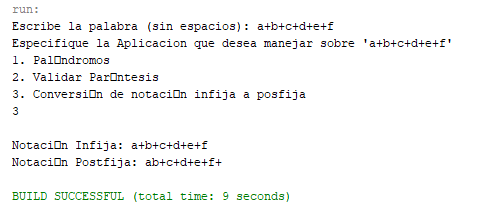 run:
Escribe la palabra (sin espacios): a+b+c+d+e+f
Especifique la Aplicacion que desea manejar sobre 'a+b+c+d+e+f'
1. Pal□ndromos
2. Validar Par□ntesis
3. Conversi□n de notaci□n infija a posfija
3
Notaci□n Infija: a+b+c+d+e+f
Notaci□n Postfija: ab+c+d+e+f+
BUILD SUCCESSFUL (total time: 9 seconds)